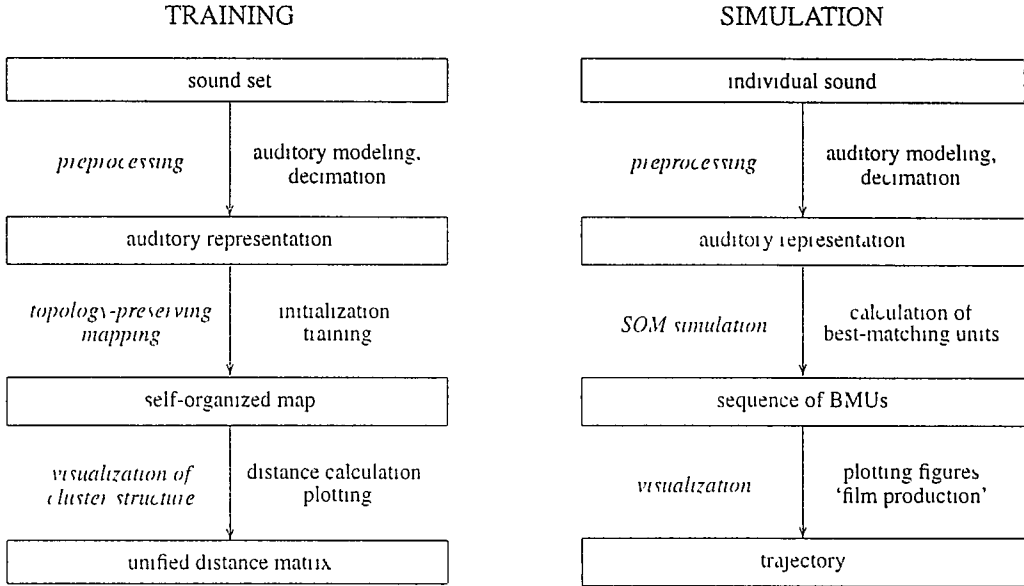 TRAINING
sound set
preprocessing
auditory modeling,
decimation
auditory representation
topology-preserving
mapping
initialization
training
self-organized map
visualization of
cluster structure
distance calculation
plotting
unified distance matrix
SIMULATION
individual sound
preprocessing
auditory modeling,
decimation
auditory representation
SOM simulation
calculation of
best-matching units
sequence of BMUs
visualization
plotting figures
‘film production’
trajectory